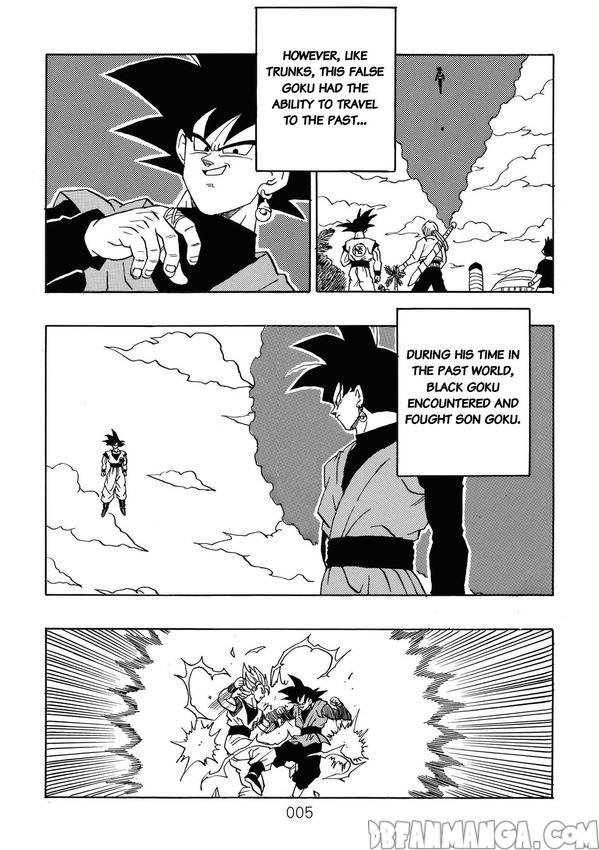 HOWEVER, LIKE
TRUNKS, THIS FALSE
GOKU HAD THE
ABILITY TO TRAVEL
TO THE PAST...
DURING HIS TIME IN
THE PAST WORLD,
BLACK GOKU
ENCOUNTERED AND
FOUGHT SON GOKU.
005
DBFANMANGA.COM